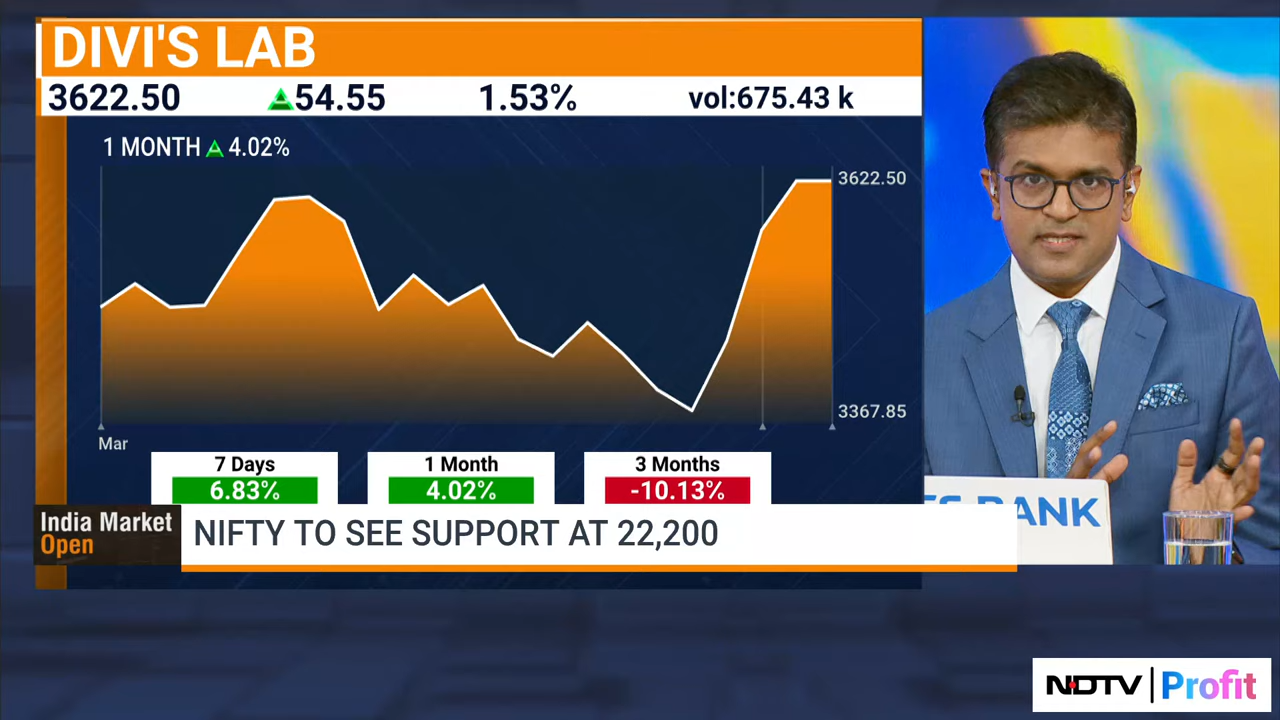 DIVI'S LAB
3622.50 54.55 1.53% vol:675.43 k
1 MONTH 4.02%
3622.50
3367.85
Mar
7 Days 1 Month 3 Months
6.83% 4.02% -10.13%
India Market
Open
NIFTY TO SEE SUPPORT AT 22,200
BANK
NDTV Profit